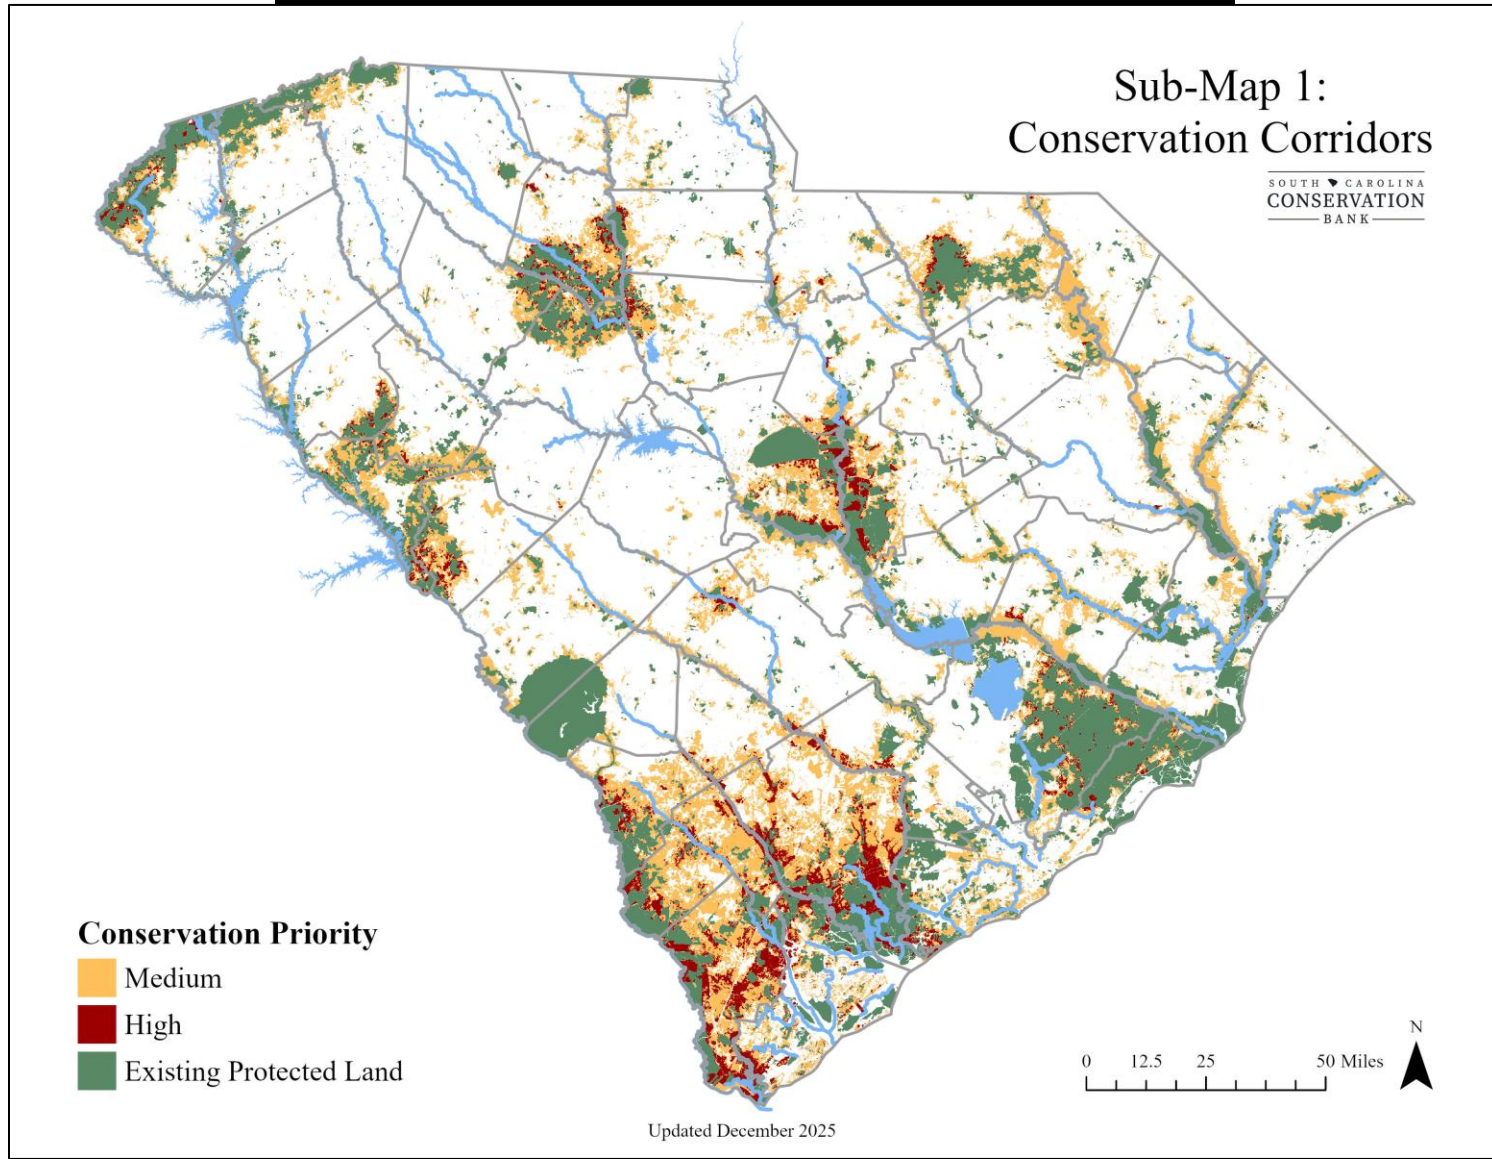 Sub-Map 1:
Conservation Corridors
SOUTH CAROLINA
CONSERVATION
BANK
Conservation Priority
Medium
High
Existing Protected Land
N
0 12.5 25 50 Miles
Updated December 2025